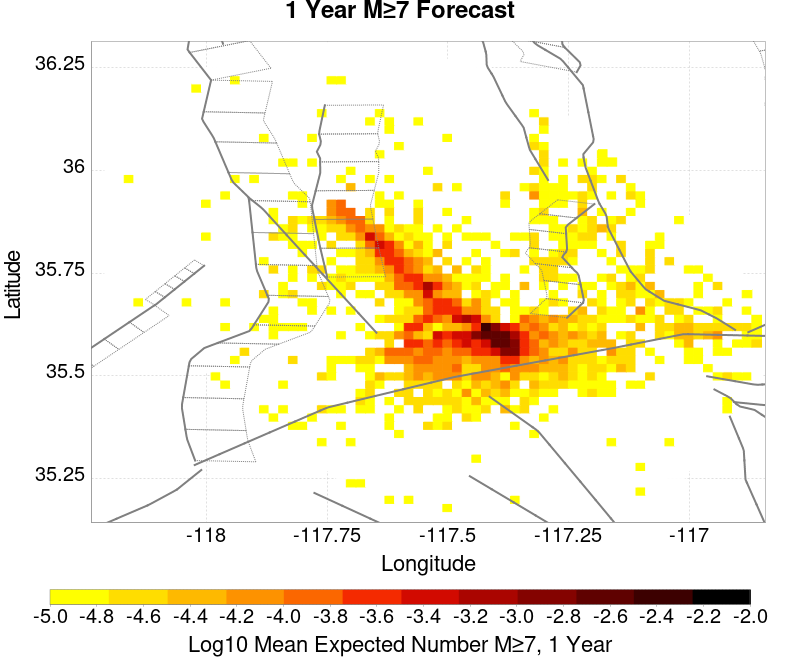 1 Year M≥7 Forecast
36.25
36
35.75
35.5
35.25
Latitude
-118 -117.75 -117.5 -117.25 -117
Longitude
-5.0 -4.8 -4.6 -4.4 -4.2 -4.0 -3.8 -3.6 -3.4 -3.2 -3.0 -2.8 -2.6 -2.4 -2.2 -2.0
Log10 Mean Expected Number M≥7, 1 Year